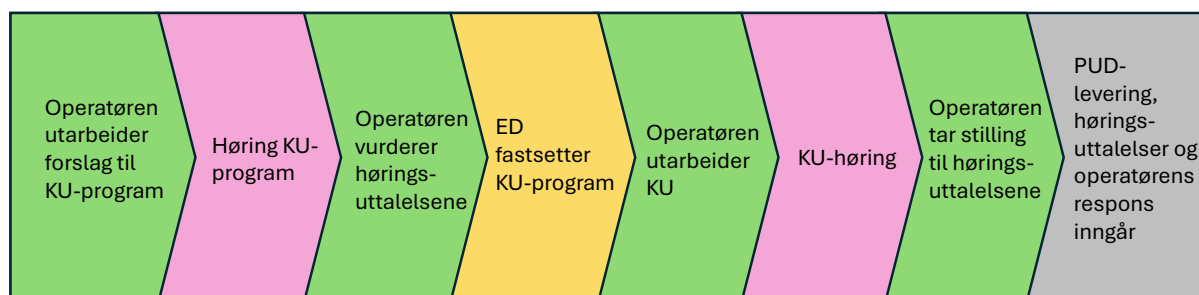 Operatøren
utarbeider
forslag til
KU-program
Høring KU-
program
Operatøren
vurderer
hørings-
uttalelsene
ED
fastsetter
KU-program
Operatøren
utarbeider
KU
KU-høring
Operatøren
tar stilling
til hørings-
uttalelsene
PUD-
levering,
hørings-
uttalelser og
operatørens
respons
inngår